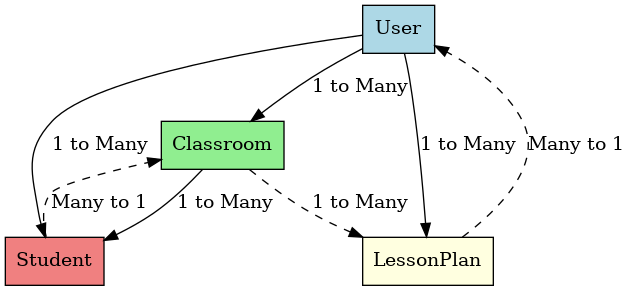 User
1 to Many
1 to Many
Classroom
1 to Many
Many to 1
Many to 1
1 to Many
1 to Many
Student
LessonPlan